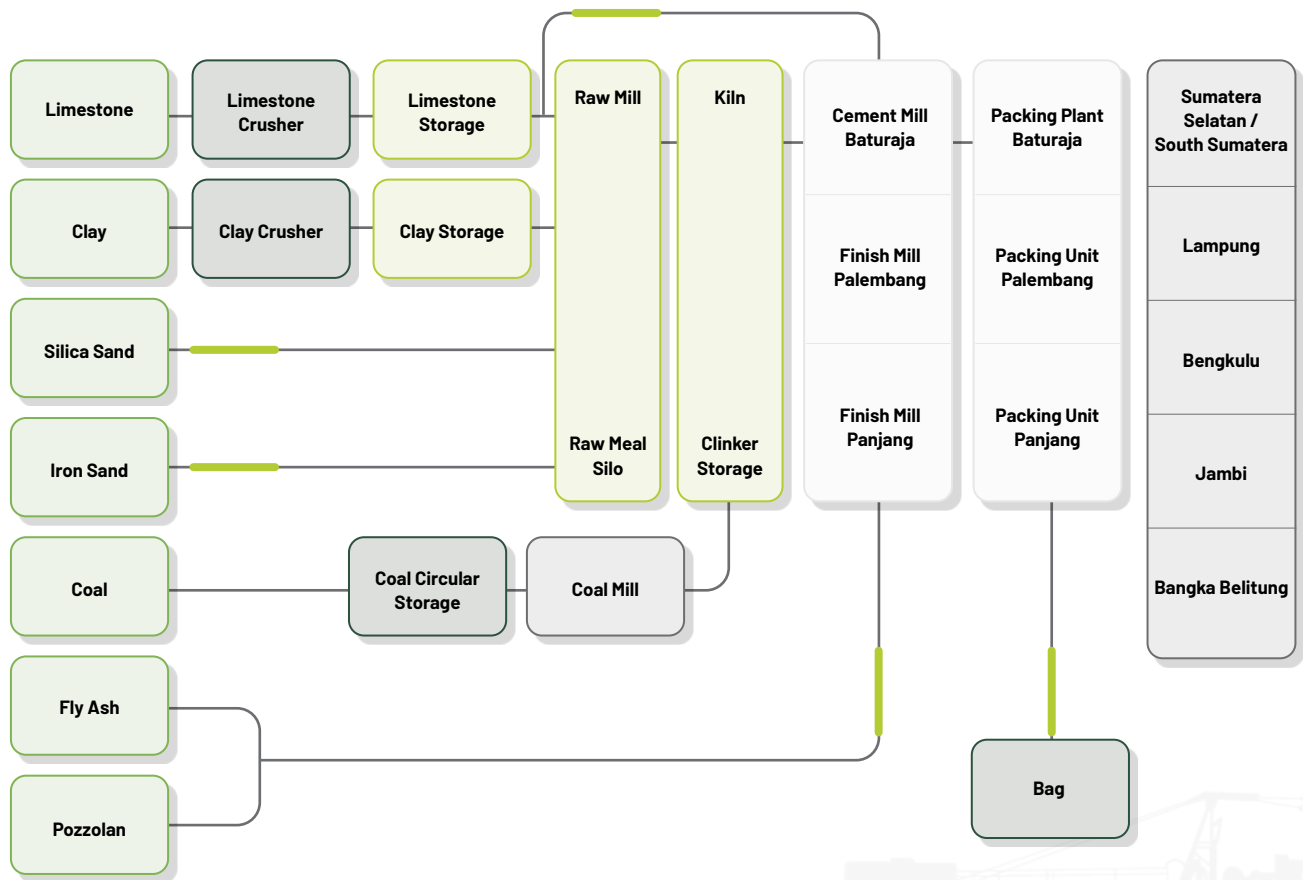 Limestone
Limestone
Crusher
Limestone
Storage
Raw Mill
Kiln
Cement Mill
Baturaja
Packing Plant
Baturaja
Sumatera
Selatan /
South Sumatera
Clay
Clay Crusher
Clay Storage
Finish Mill
Palembang
Packing Unit
Palembang
Lampung
Silica Sand
Bengkulu
Iron Sand
Raw Meal
Silo
Clinker
Storage
Finish Mill
Panjang
Packing Unit
Panjang
Jambi
Coal
Coal Circular
Storage
Coal Mill
Bangka Belitung
Fly Ash
Bag
Pozzolan